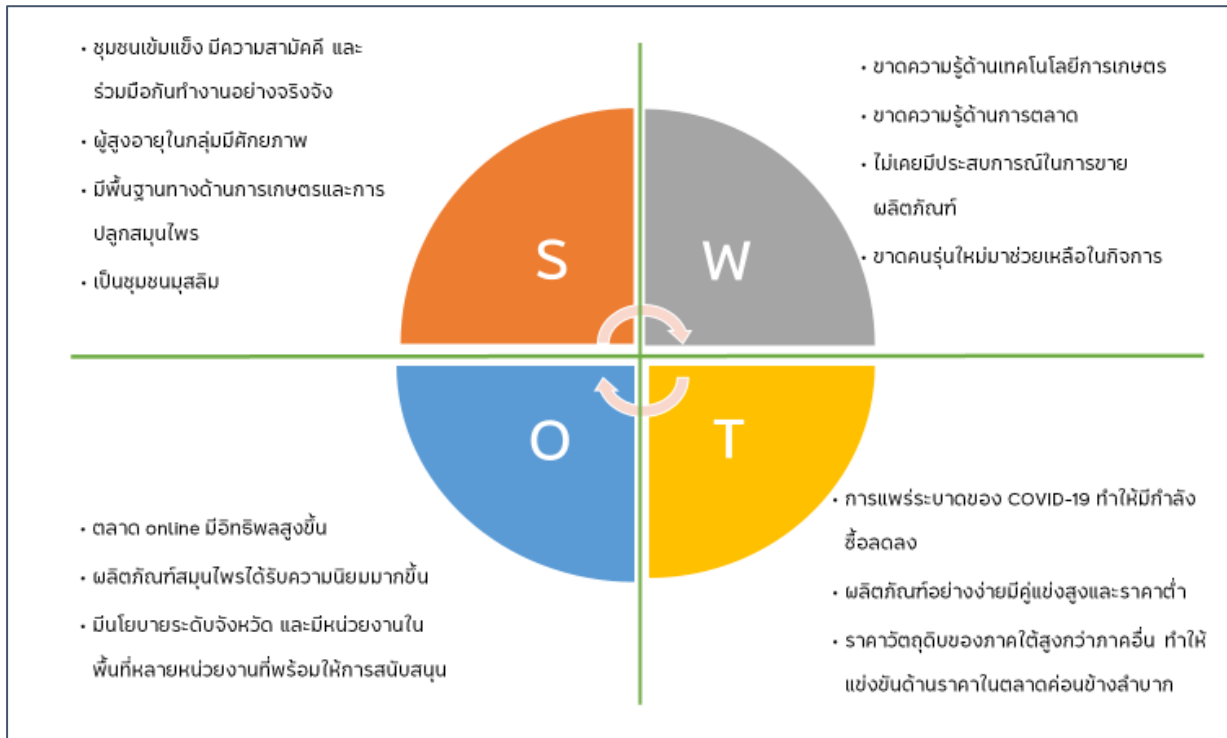 • ชุมชนเข้มแข็ง มีความสามัคคี และ
ร่วมมือกันทำงานอย่างจริงจัง
• ผู้สูงอายุในกลุ่มมีศักยภาพ
• มีพื้นฐานทางด้านการเกษตรและการ
ปลูกสมุนไพร
• เป็นชุมชนมุสลิม
• ขาดความรู้ด้านเทคโนโลยีการเกษตร
• ขาดความรู้ด้านการตลาด
• ไม่เคยมีประสบการณ์ในการขาย
ผลิตภัณฑ์
• ขาดคนรุ่นใหม่มาช่วยเหลือในกิจการ
S
W
O
T
• ตลาด online มีอิทธิพลสูงขึ้น
• ผลิตภัณฑ์สมุนไพรได้รับความนิยมมากขึ้น
• มีนโยบายระดับจังหวัด และมีหน่วยงานใน
พื้นที่หลายหน่วยงานที่พร้อมให้การสนับสนุน
• การแพร่ระบาดของ COVID-19 ทำให้มีกำลัง
ซื้อลดลง
• ผลิตภัณฑ์อย่างง่ายมีคู่แข่งสูงและราคาต่ำ
• ราคาวัตถุดิบของภาคใต้สูงกว่าภาคอื่น ทำให้
แข่งขันด้านราคาในตลาดค่อนข้างลำบาก